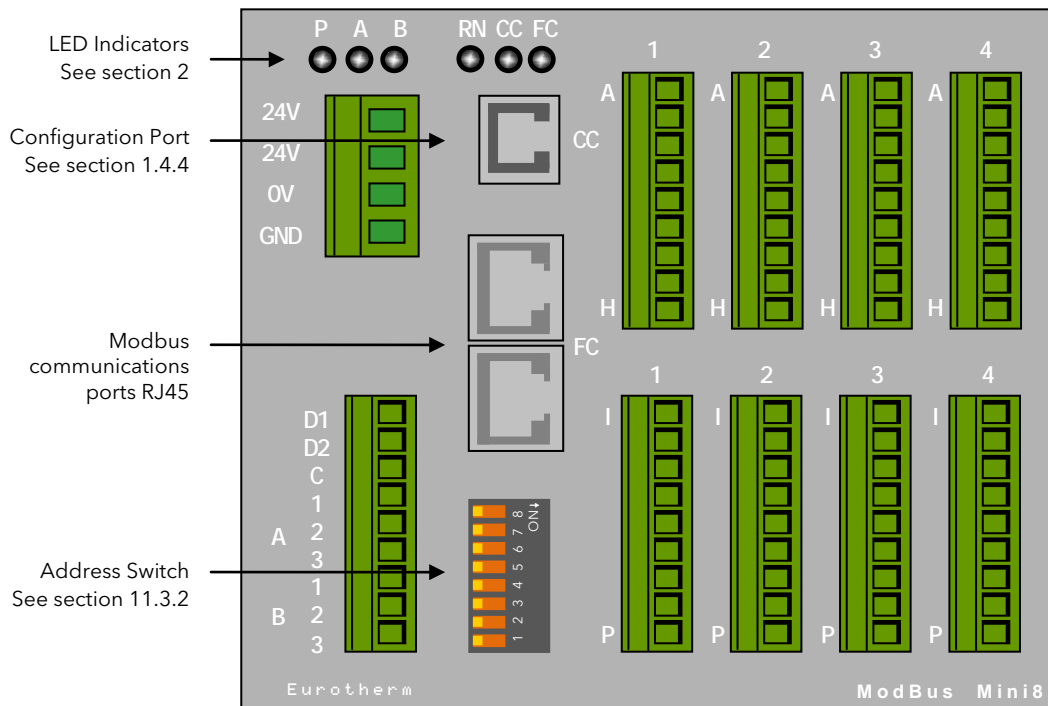 LED Indicators
See section 2
P A B
RN CC FC
1 2 3 4
24V
24V
0V
GND
Configuration Port
See section 1.4.4
CC
A A A A
H H H H
Modbus
communications
ports RJ45
FC
1 2 3 4
I I I I
P P P P
D1
D2
C
1
A 2
3
1
B 2
3
Address Switch
See section 11.3.2
ON
8
7
6
5
4
3
2
1
Eurotherm
ModBus Mini8